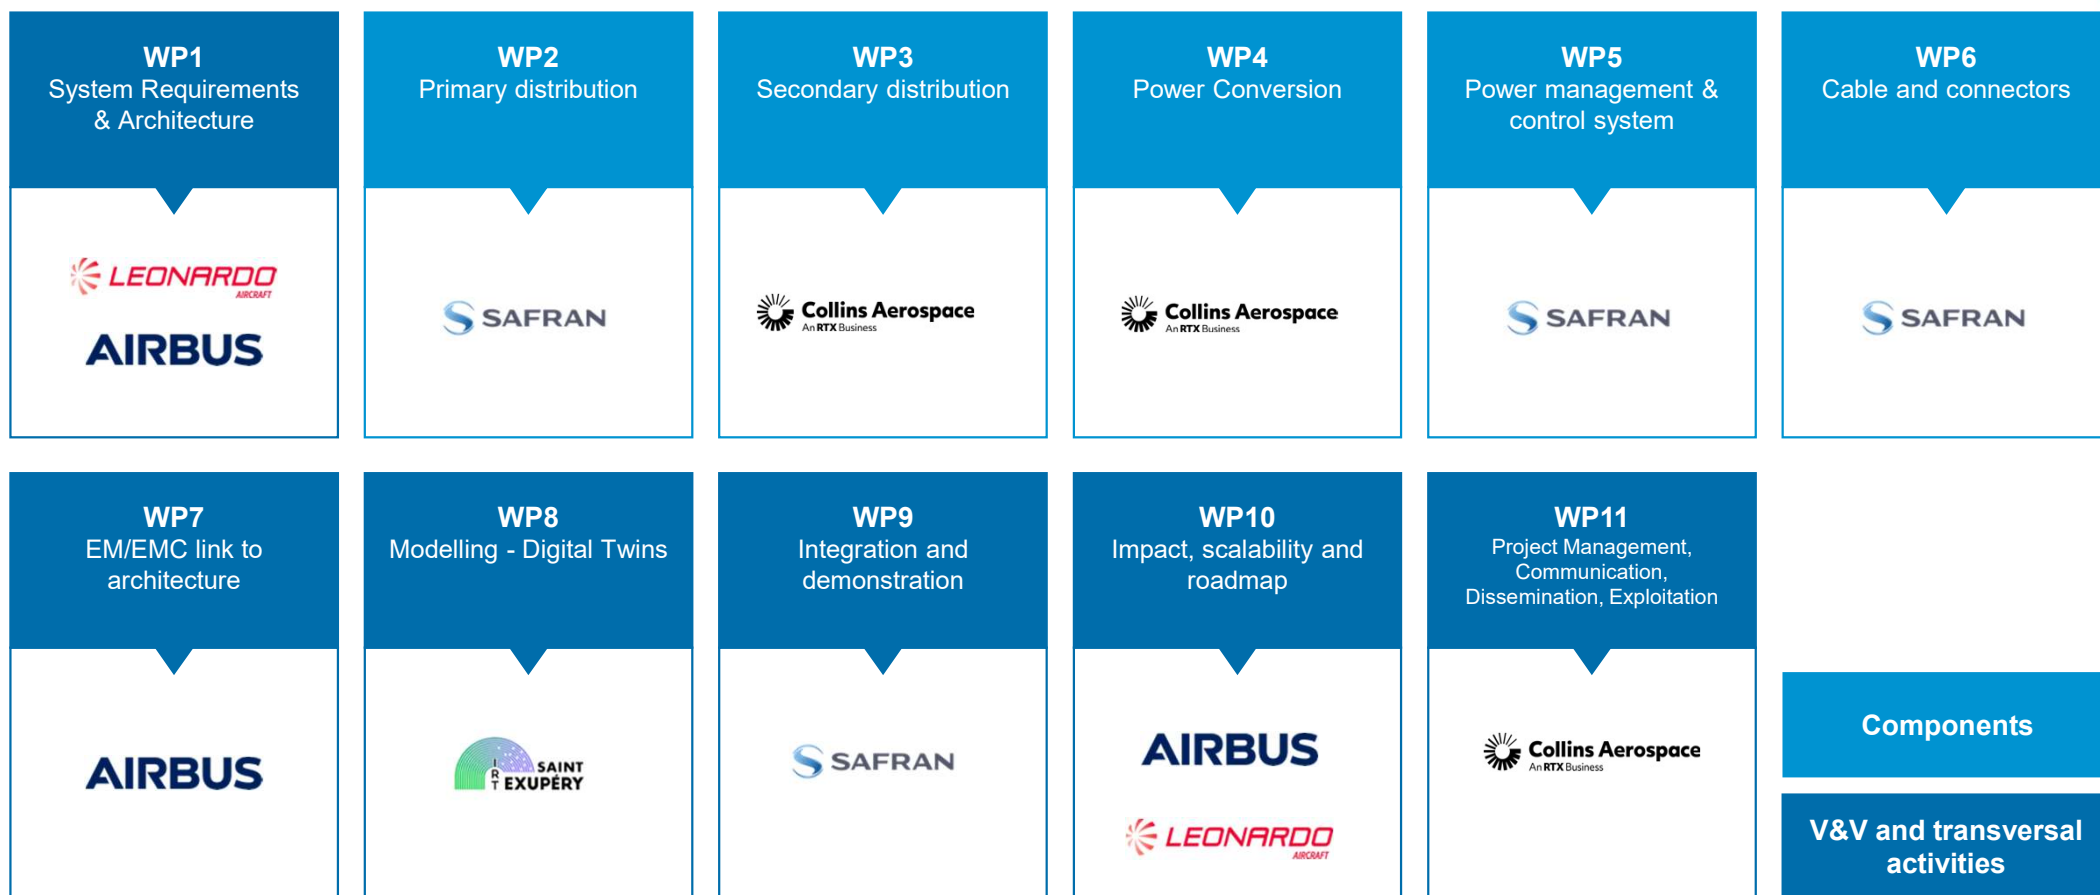 WP1
System Requirements
& Architecture
LEONARDO
AIRCRAFT
AIRBUS
WP2
Primary distribution
SAFRAN
WP3
Secondary distribution
Collins Aerospace
An RTX Business
WP4
Power Conversion
Collins Aerospace
An RTX Business
WP5
Power management &
control system
SAFRAN
WP6
Cable and connectors
SAFRAN
WP7
EM/EMC link to
architecture
AIRBUS
WP8
Modelling - Digital Twins
IRT
SAINT
EXUPÉRY
WP9
Integration and
demonstration
SAFRAN
WP10
Impact, scalability and
roadmap
AIRBUS
LEONARDO
AIRCRAFT
WP11
Project Management,
Communication,
Dissemination, Exploitation
Collins Aerospace
An RTX Business
Components
V&V and transversal
activities